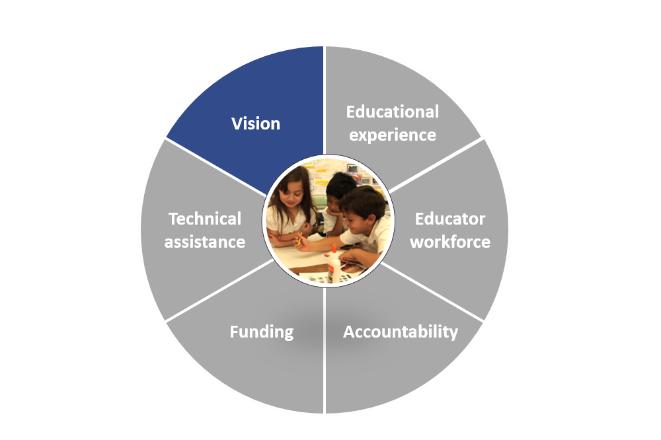 Vision
Educational
experience
Technical
assistance
Educator
workforce
Funding
Accountability